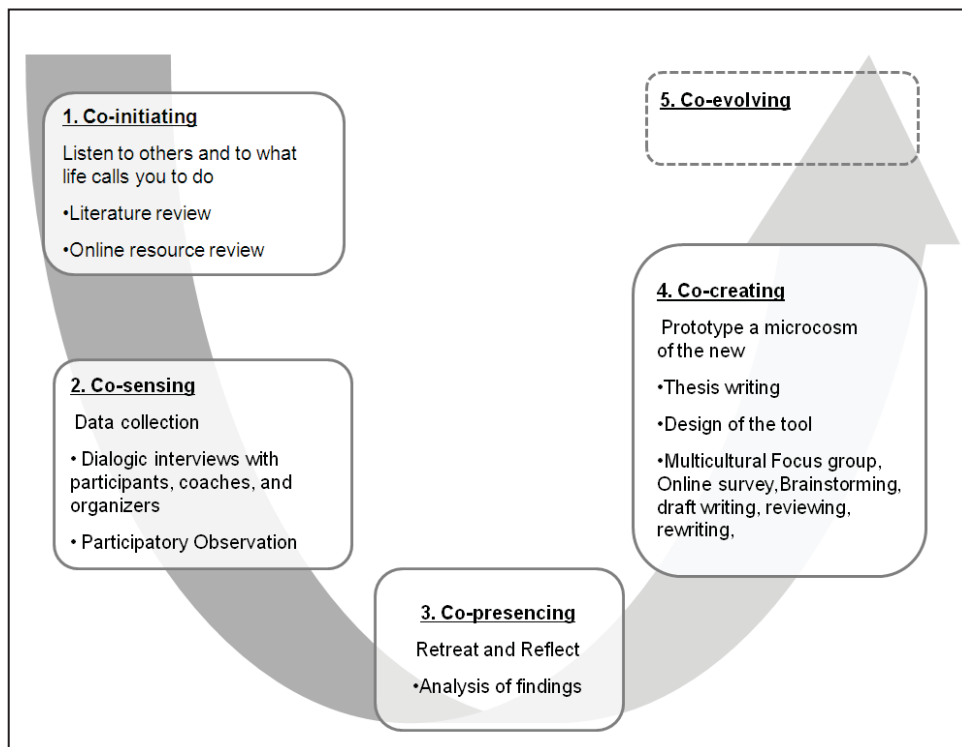 1. Co-initiating
Listen to others and to what
life calls you to do
•Literature review
•Online resource review
2. Co-sensing
Data collection
• Dialogic interviews with
participants, coaches, and
organizers
• Participatory Observation
3. Co-presencing
Retreat and Reflect
•Analysis of findings
4. Co-creating
Prototype a microcosm
of the new
•Thesis writing
•Design of the tool
•Multicultural Focus group,
Online survey,Brainstorming,
draft writing, reviewing,
rewriting,
5. Co-evolving